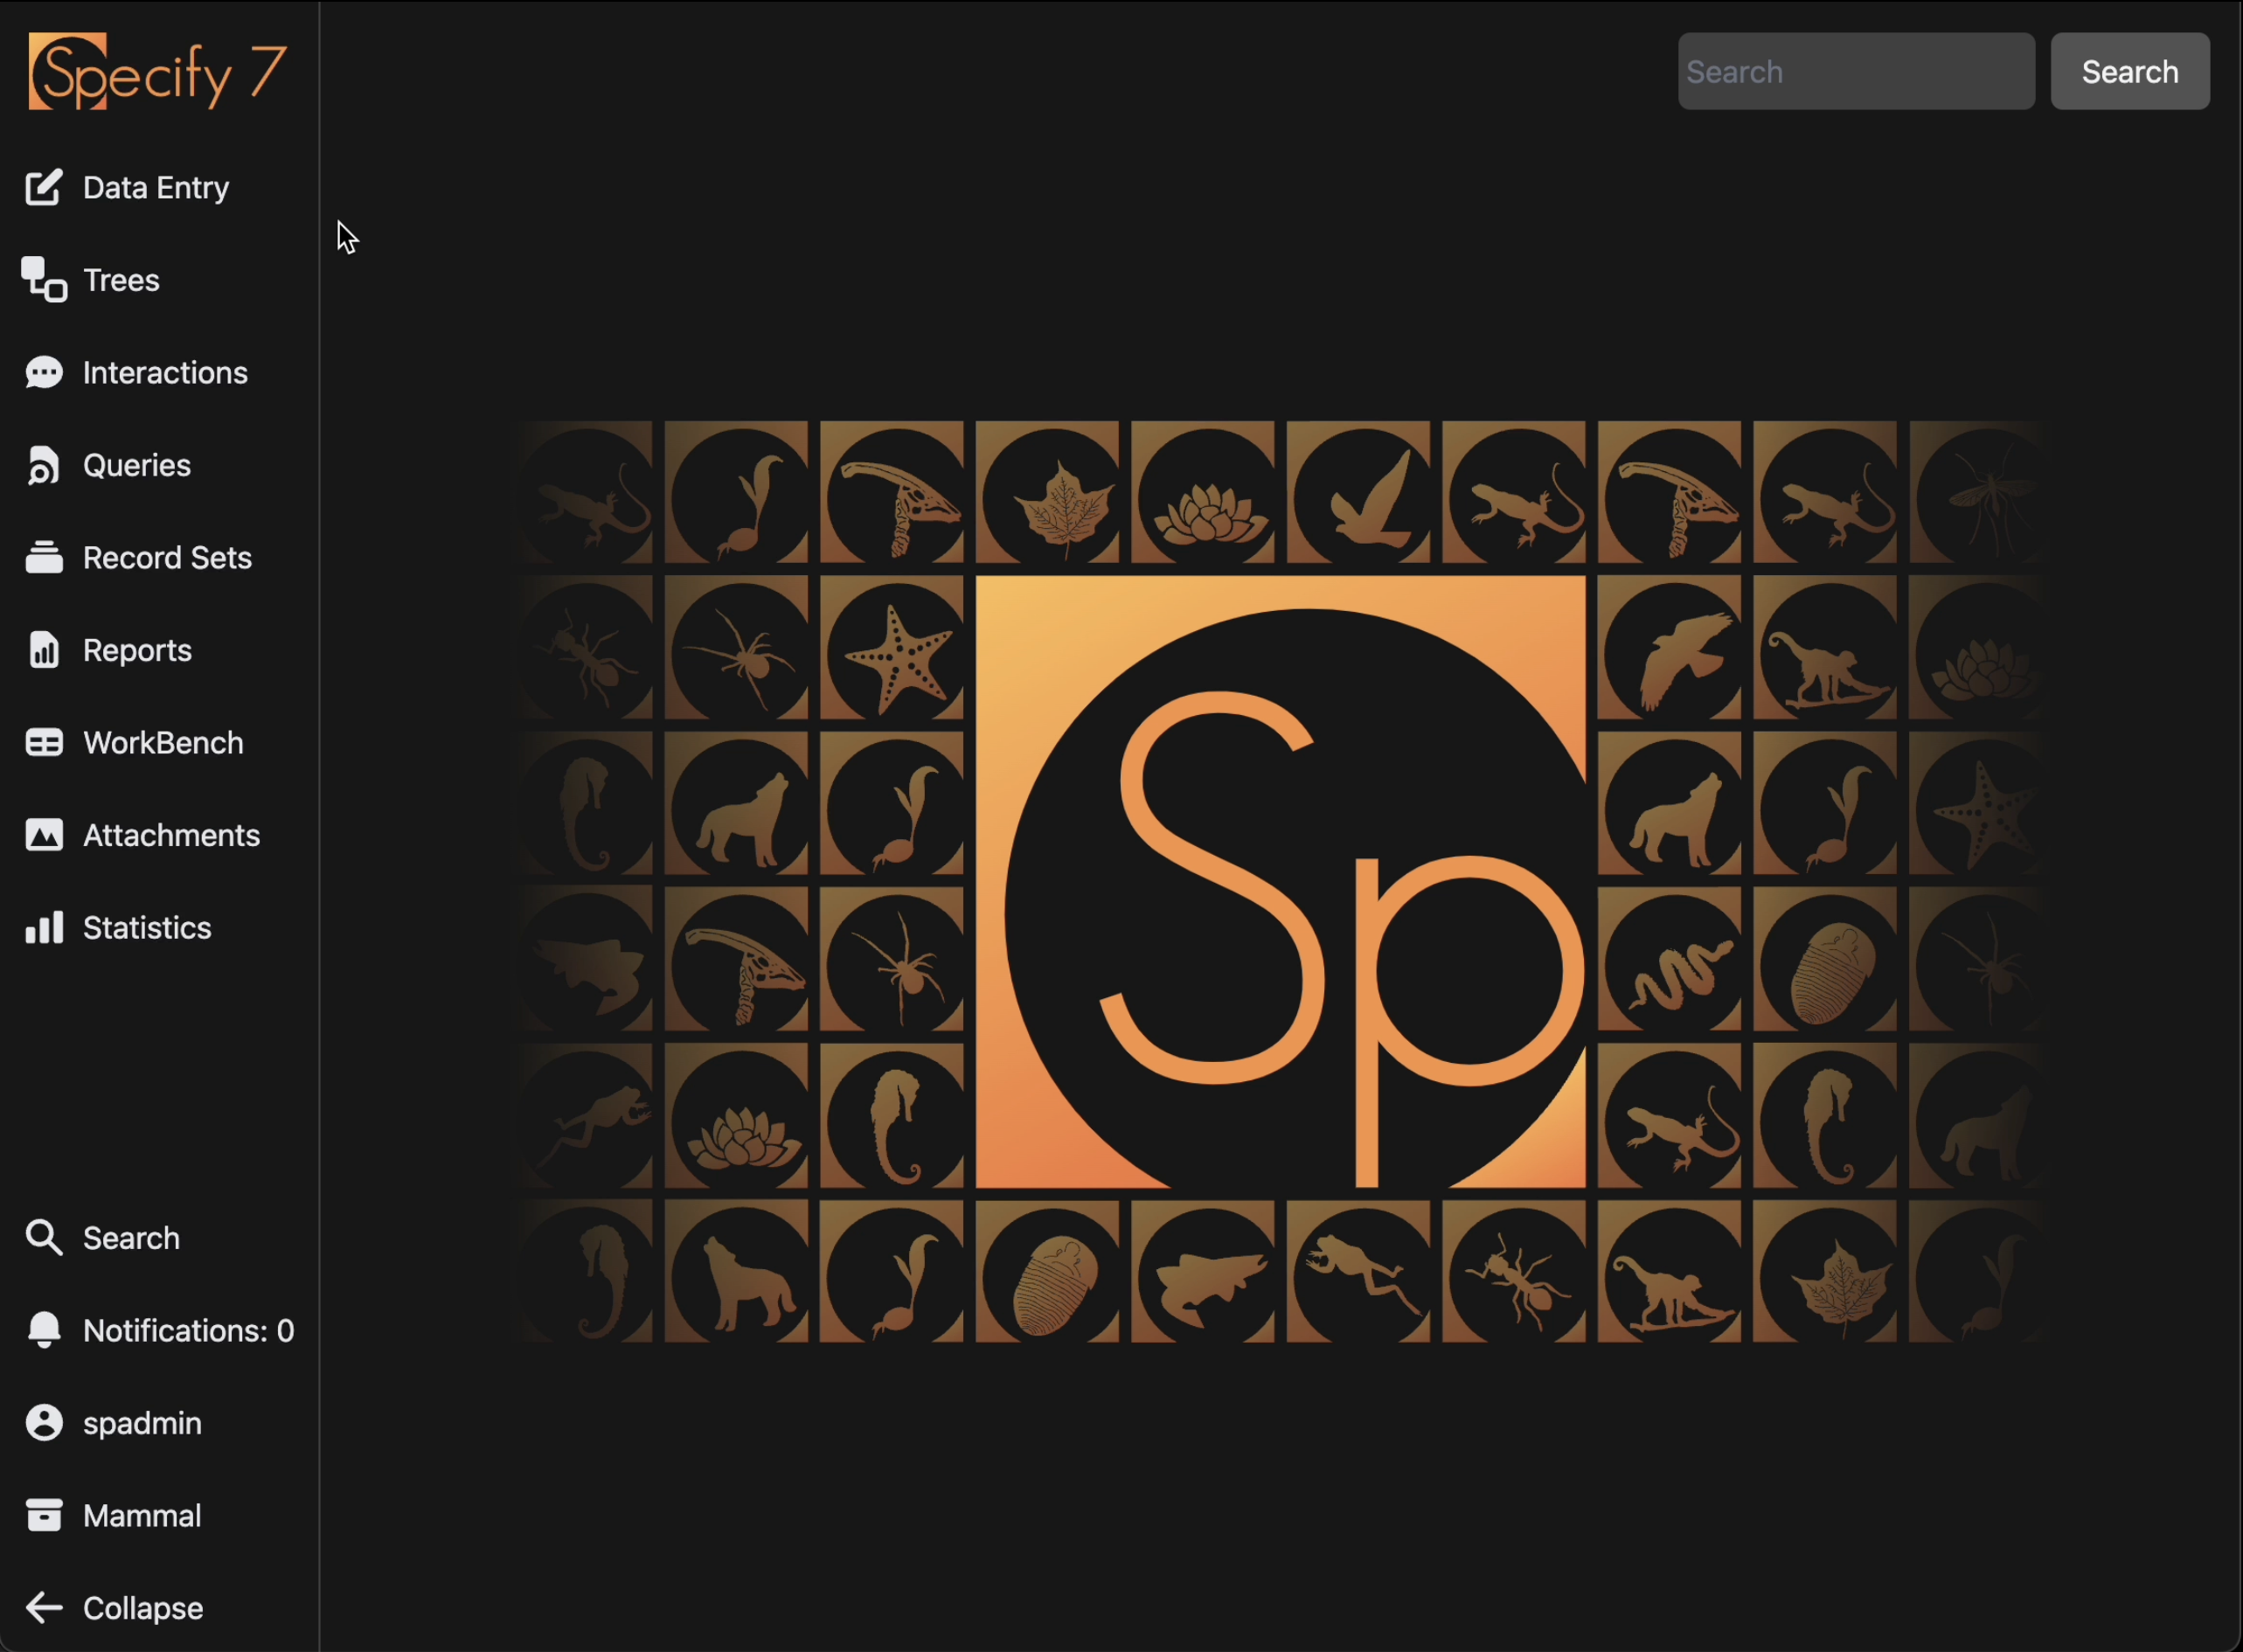 Specify 7
Search
Search
Data Entry
Trees
Interactions
Queries
Record Sets
Reports
WorkBench
Attachments
Statistics
Sp
Search
Notifications: 0
spadmin
Mammal
Collapse